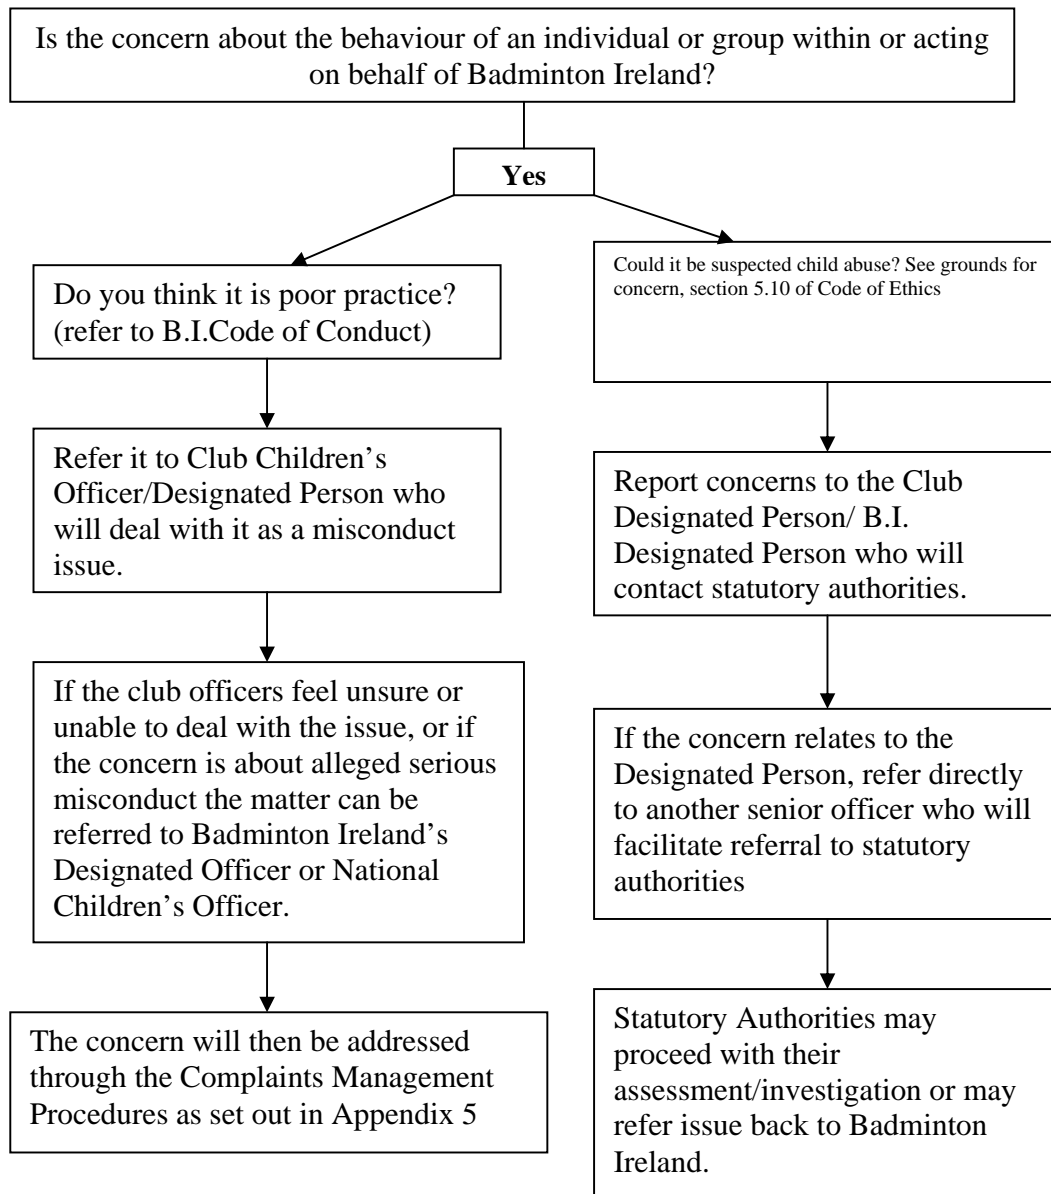 Is the concern about the behaviour of an individual or group within or acting
on behalf of Badminton Ireland?
Yes
Do you think it is poor practice?
(refer to B.I.Code of Conduct)
Refer it to Club Children’s
Officer/Designated Person who
will deal with it as a misconduct
issue.
If the club officers feel unsure or
unable to deal with the issue, or if
the concern is about alleged serious
misconduct the matter can be
referred to Badminton Ireland’s
Designated Officer or National
Children’s Officer.
The concern will then be addressed
through the Complaints Management
Procedures as set out in Appendix 5
Could it be suspected child abuse? See grounds for
concern, section 5.10 of Code of Ethics
Report concerns to the Club
Designated Person/ B.I.
Designated Person who will
contact statutory authorities.
If the concern relates to the
Designated Person, refer directly
to another senior officer who will
facilitate referral to statutory
authorities
Statutory Authorities may
proceed with their
assessment/investigation or may
refer issue back to Badminton
Ireland.